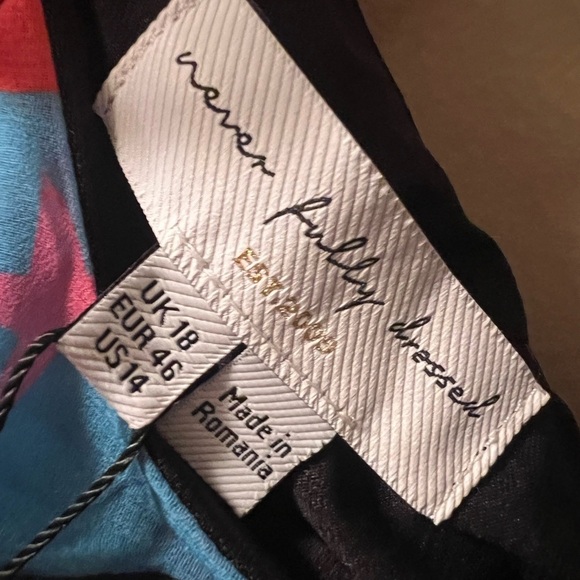 never fully dressed
EST. 2009
UK 18
EUR 46
US 14
Made in
Romania